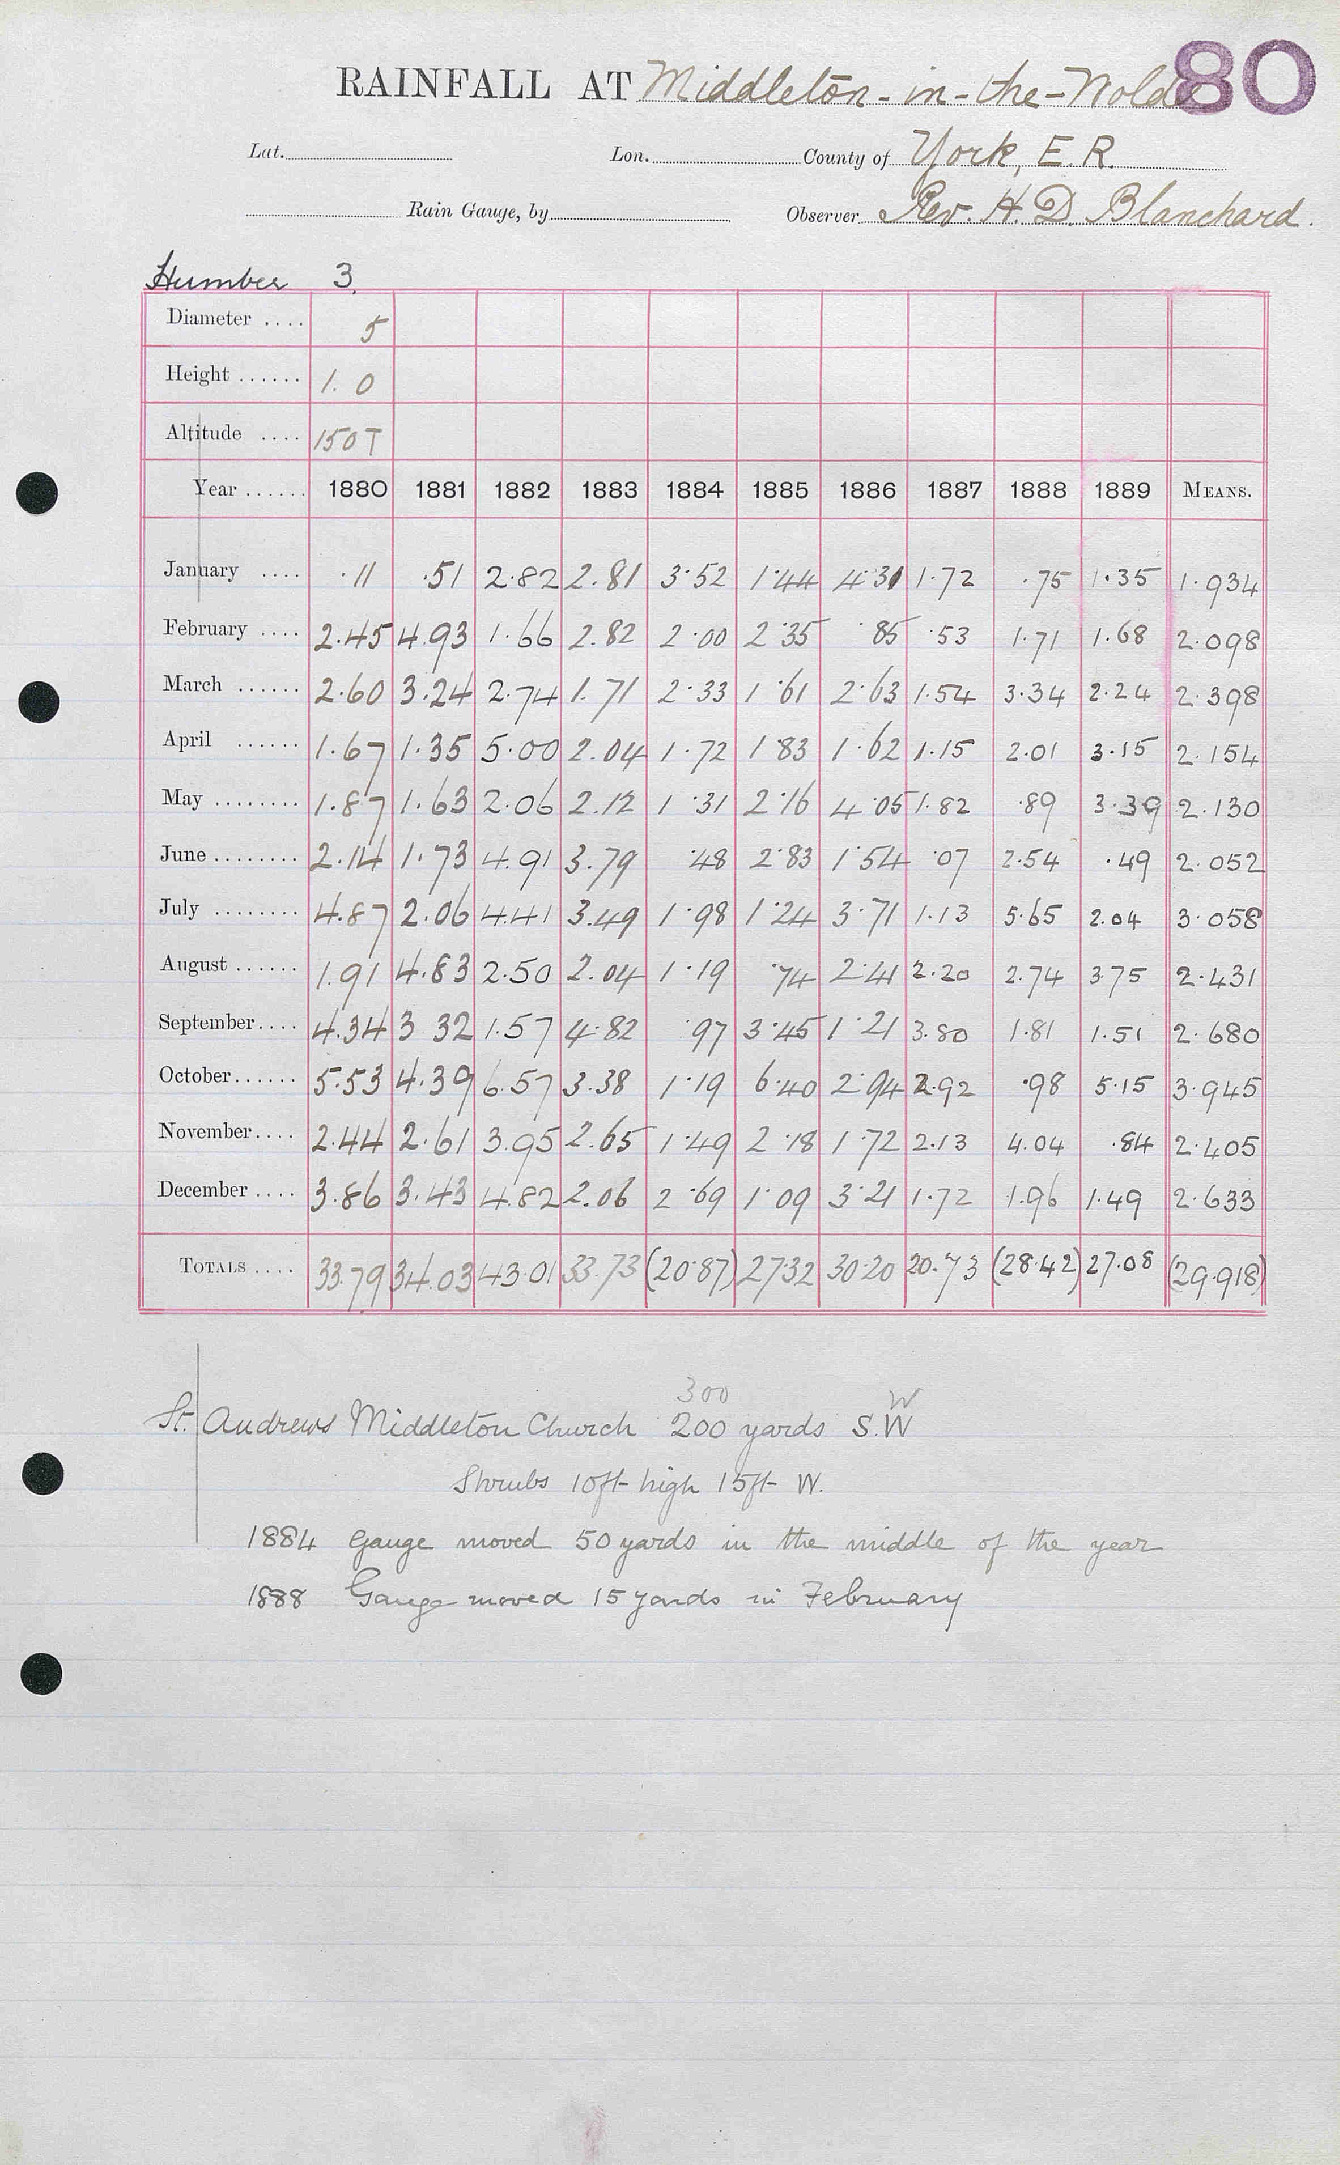 80
RAINFALL AT Middleton-in-the-Wolds
Lat. Lon. County of York, E.R.
Rain Gauge, by Observer Rev. H. D. Blanchard.
Humber 3.
Diameter .... 5
Height ...... 1. 0
Altitude .... 150T
Year ...... 1880 1881 1882 1883 1884 1885 1886 1887 1888 1889 MEANS.
January .... .11 .51 2.82 2.81 3.52 1.44 4.31 1.72 .75 1.35 1.934
February .... 2.45 4.93 1.66 2.82 2.00 2.35 .85 .53 1.71 1.68 2.098
March ...... 2.60 3.24 2.74 1.71 2.33 1.61 2.63 1.54 3.34 2.24 2.398
April ...... 1.67 1.35 5.00 2.04 1.72 1.83 1.62 1.15 2.01 3.15 2.154
May ........ 1.87 1.63 2.06 2.12 1.31 2.16 4.05 1.82 .89 3.39 2.130
June ........ 2.14 1.73 4.91 3.79 .48 2.83 1.54 .07 2.54 .49 2.052
July ........ 4.87 2.06 4.41 3.49 1.98 1.24 3.71 1.13 5.65 2.04 3.058
August ...... 1.91 4.83 2.50 2.04 1.19 .74 2.41 2.20 2.74 3.75 2.431
September.... 4.34 3 32 1.57 4.82 .97 3.45 1.21 3.80 1.81 1.51 2.680
October...... 5.53 4.39 6.57 3.38 1.19 6.40 2.94 2.92 .98 5.15 3.945
November.... 2.44 2.61 3.95 2.65 1.49 2.18 1.72 2.13 4.04 .84 2.405
December .... 3.86 3.43 4.82 2.06 2.69 1.09 3.21 1.72 1.96 1.49 2.633
TOTALS .... 33.79 34.03 43.01 33.73 (20.87) 27.32 30.20 20.73 (28.42) 27.08 (29.918)
300 W
St. Andrews Middleton Church 200 yards S.W
Shrubs 10ft high 15ft W.
1884 gauge moved 50 yards in the middle of the year
1888 Gauge moved 15 yards in February